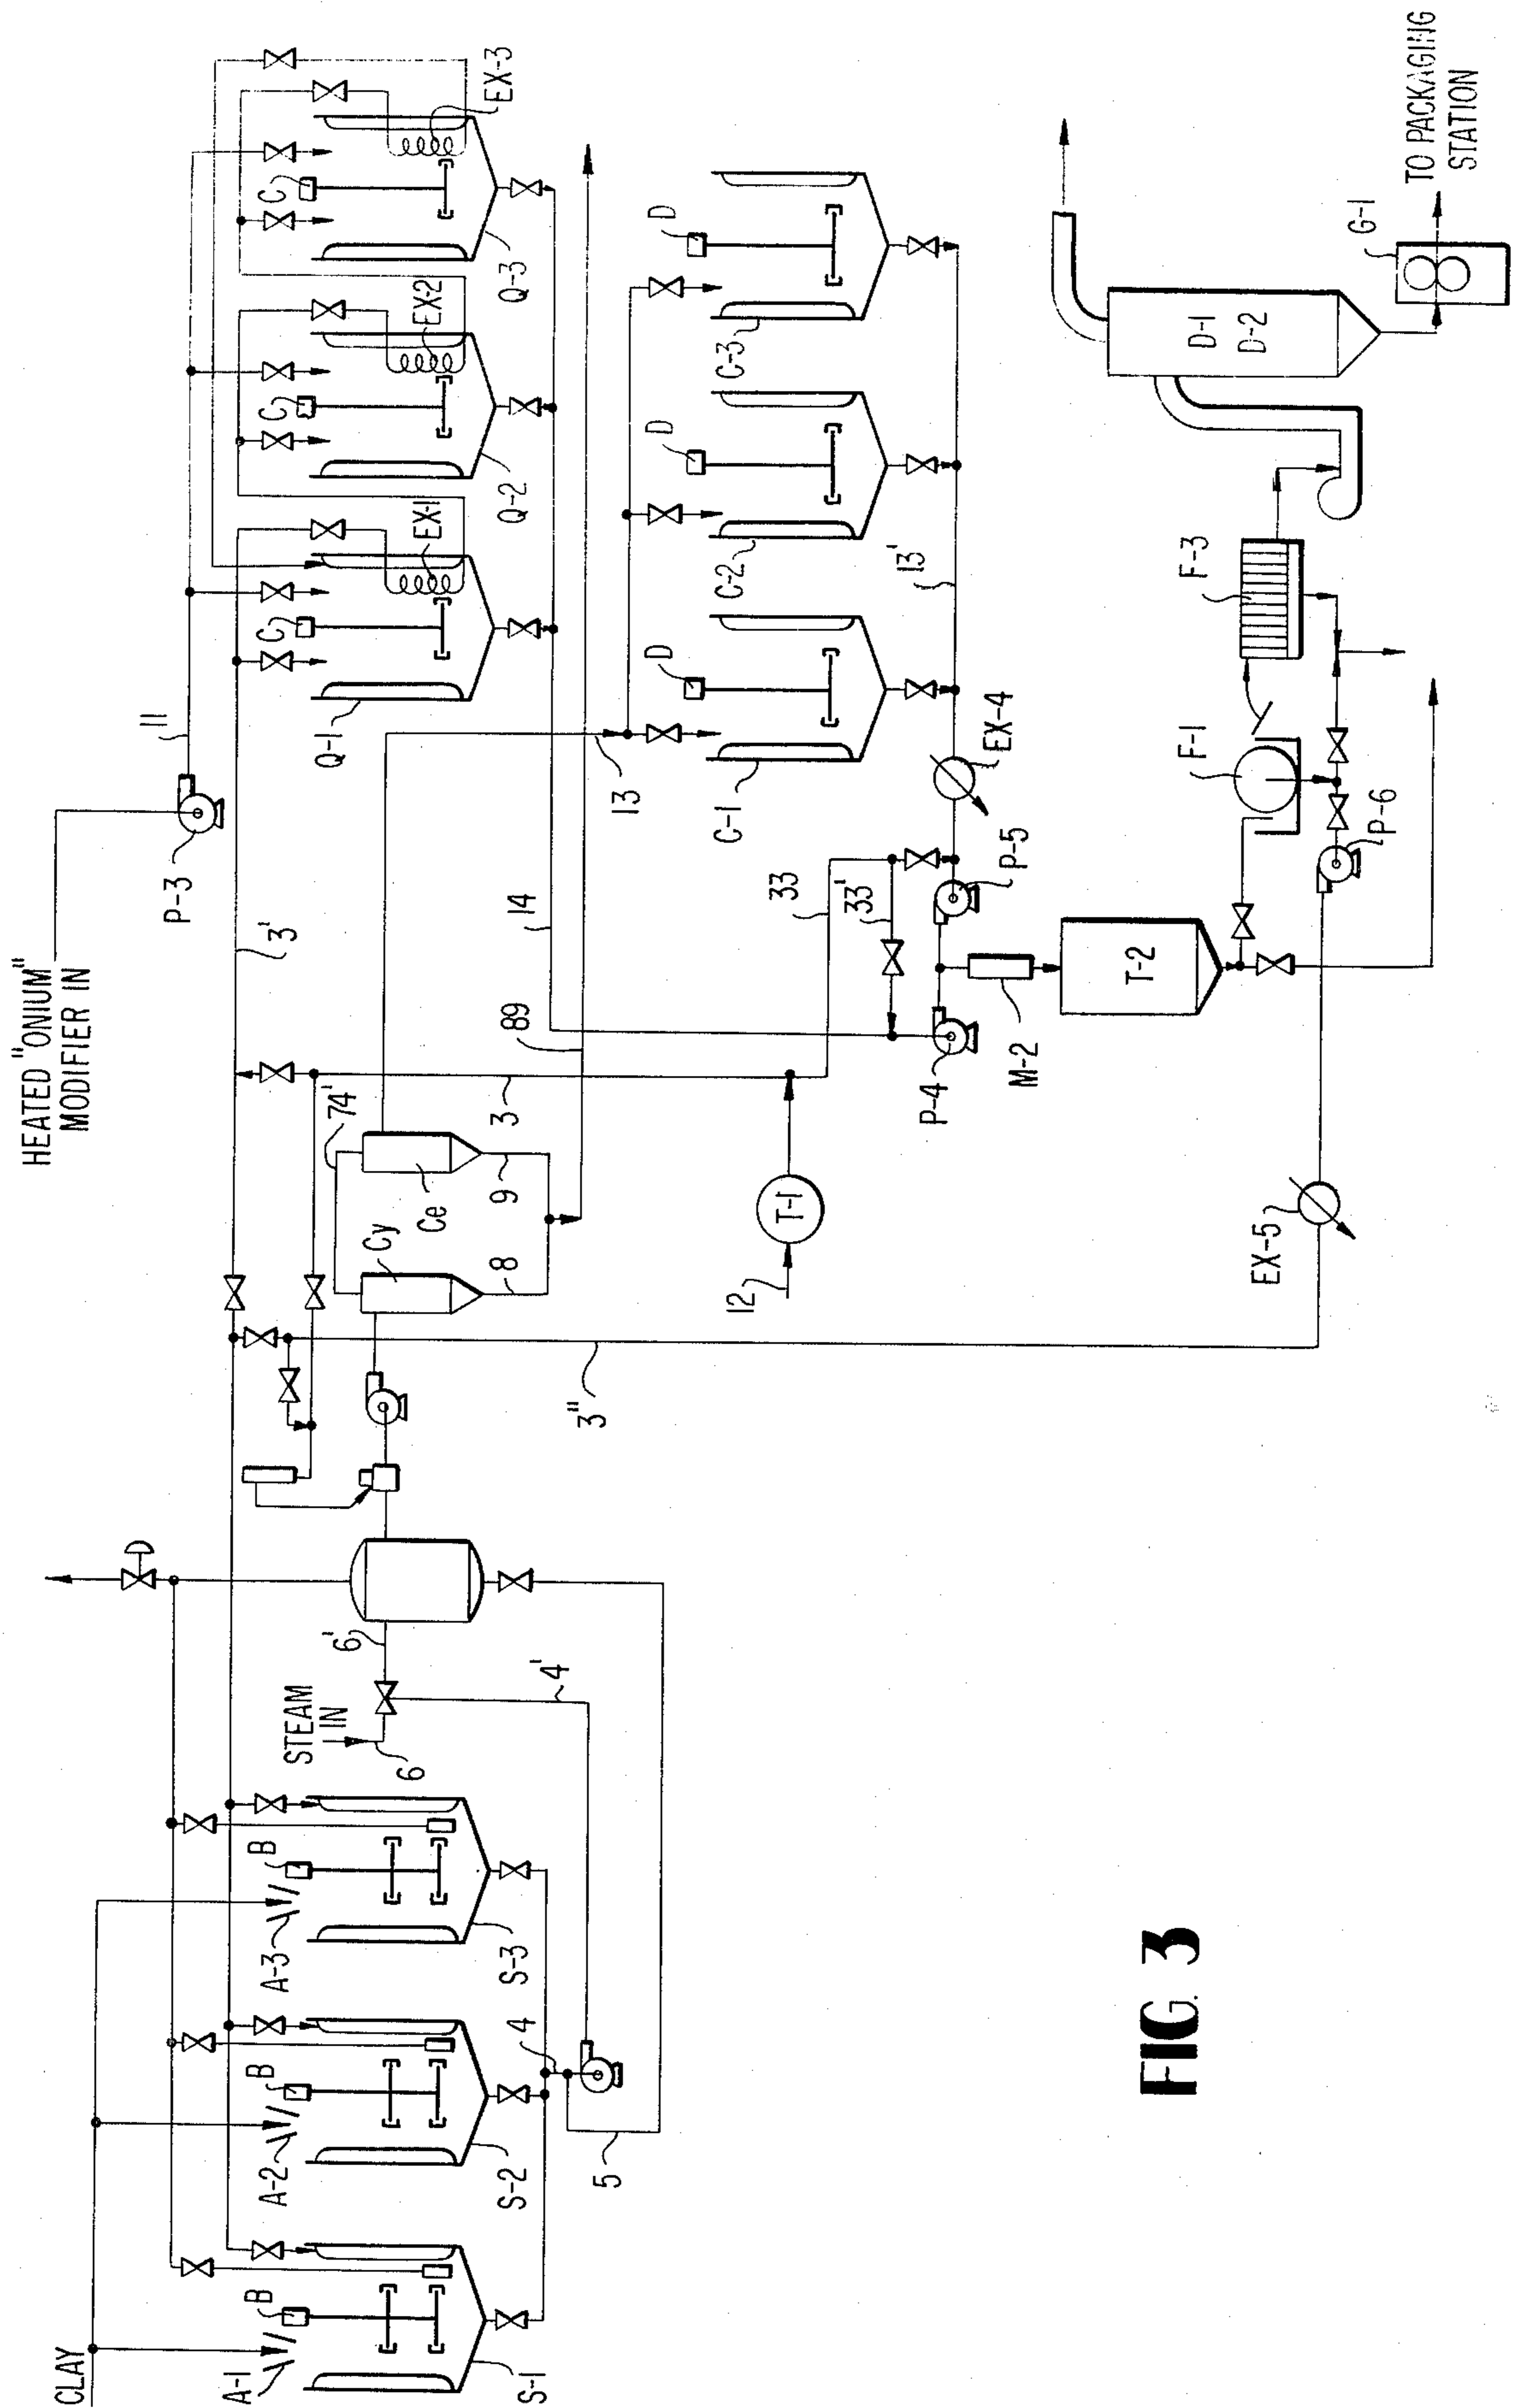 CLAY
A-1
B
S-1
A-2
B
S-2
A-3
B
S-3
4
5
STEAM
IN
6
6'
4'
HEATED "ONIUM"
MODIFIER IN
P-3
11
3'
3"
74'
Cy
Ce
8
9
89
3
12
T-1
13
14
33
33'
Q-1
C
EX-1
Q-2
C
EX-2
Q-3
C
EX-3
C-1
D
C-2
D
C-3
D
13'
EX-4
P-5
P-4
M-2
T-2
EX-5
P-6
F-1
F-3
D-1
D-2
G-1
TO PACKAGING
STATION
FIG. 3